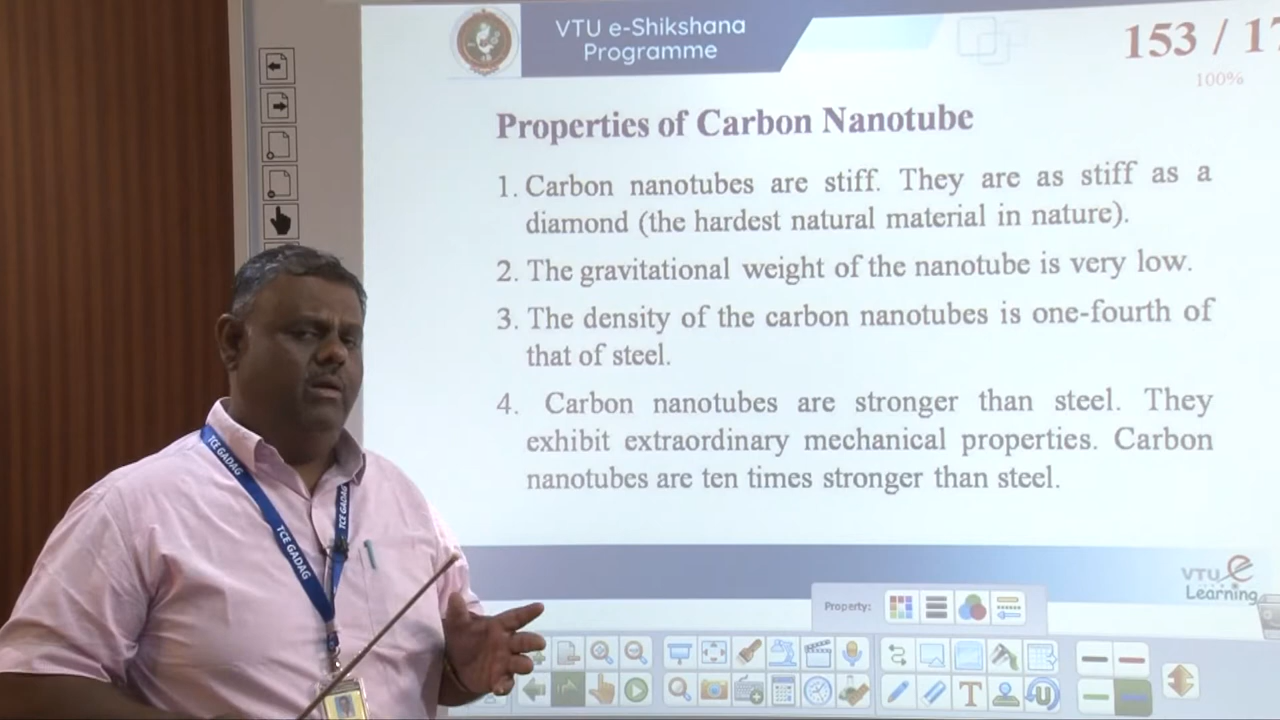 VTU e-Shikshana
Programme
153 / 17
100%
Properties of Carbon Nanotube
1. Carbon nanotubes are stiff. They are as stiff as a
diamond (the hardest natural material in nature).
2. The gravitational weight of the nanotube is very low.
3. The density of the carbon nanotubes is one-fourth of
that of steel.
4. Carbon nanotubes are stronger than steel. They
exhibit extraordinary mechanical properties. Carbon
nanotubes are ten times stronger than steel.
TCE GADAG
TCE GADAG
TCE GADAG
VTU e
Learning
Property:
T